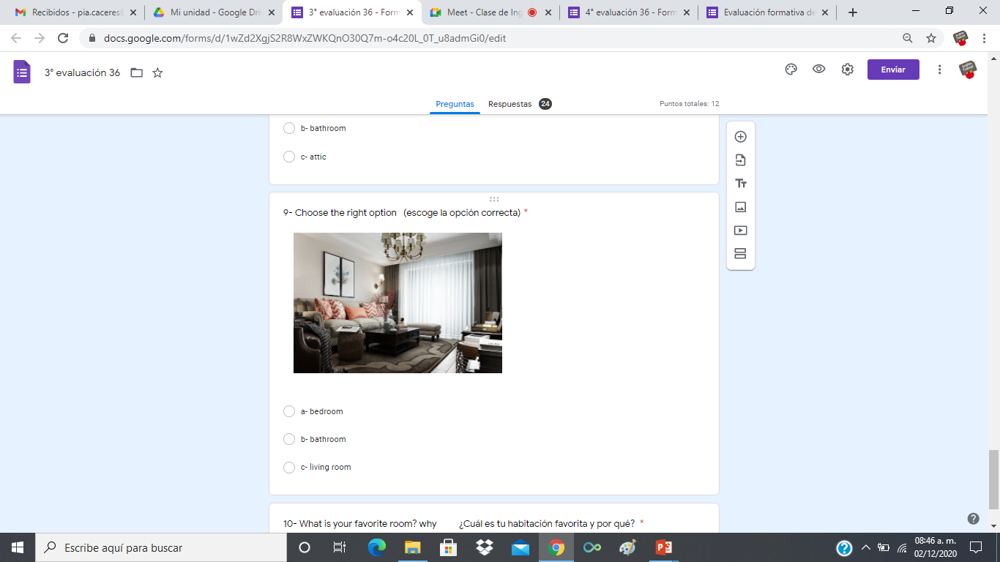 Recibidos - pia.caceres@
Mi unidad - Google Dri
3° evaluación 36 - Form
Meet - Clase de Ing
4° evaluación 36 - Form
Evaluación formativa de
docs.google.com/forms/d/1wZd2XgjS2R8WxZWKQnO30Q7m-o4c20L_0T_u8admGi0/edit
3° evaluación 36
Enviar
Preguntas Respuestas 24
Puntos totales: 12
b- bathroom
c- attic
9- Choose the right option (escoge la opción correcta) *
a- bedroom
b- bathroom
c- living room
10- What is your favorite room? why ¿Cuál es tu habitación favorita y por qué? *
Escribe aquí para buscar
08:46 a. m.
02/12/2020